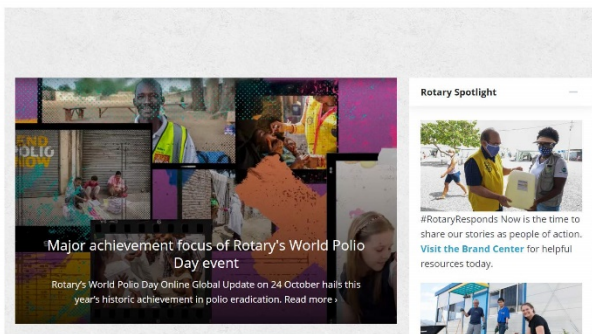 END
POLIO
NOW
Major achievement focus of Rotary's World Polio
Day event
Rotary's World Polio Day Online Global Update on 24 October hails this
year's historic achievement in polio eradication. Read more ›
Rotary Spotlight
#RotaryResponds Now is the time to
share our stories as people of action.
Visit the Brand Center for helpful
resources today.